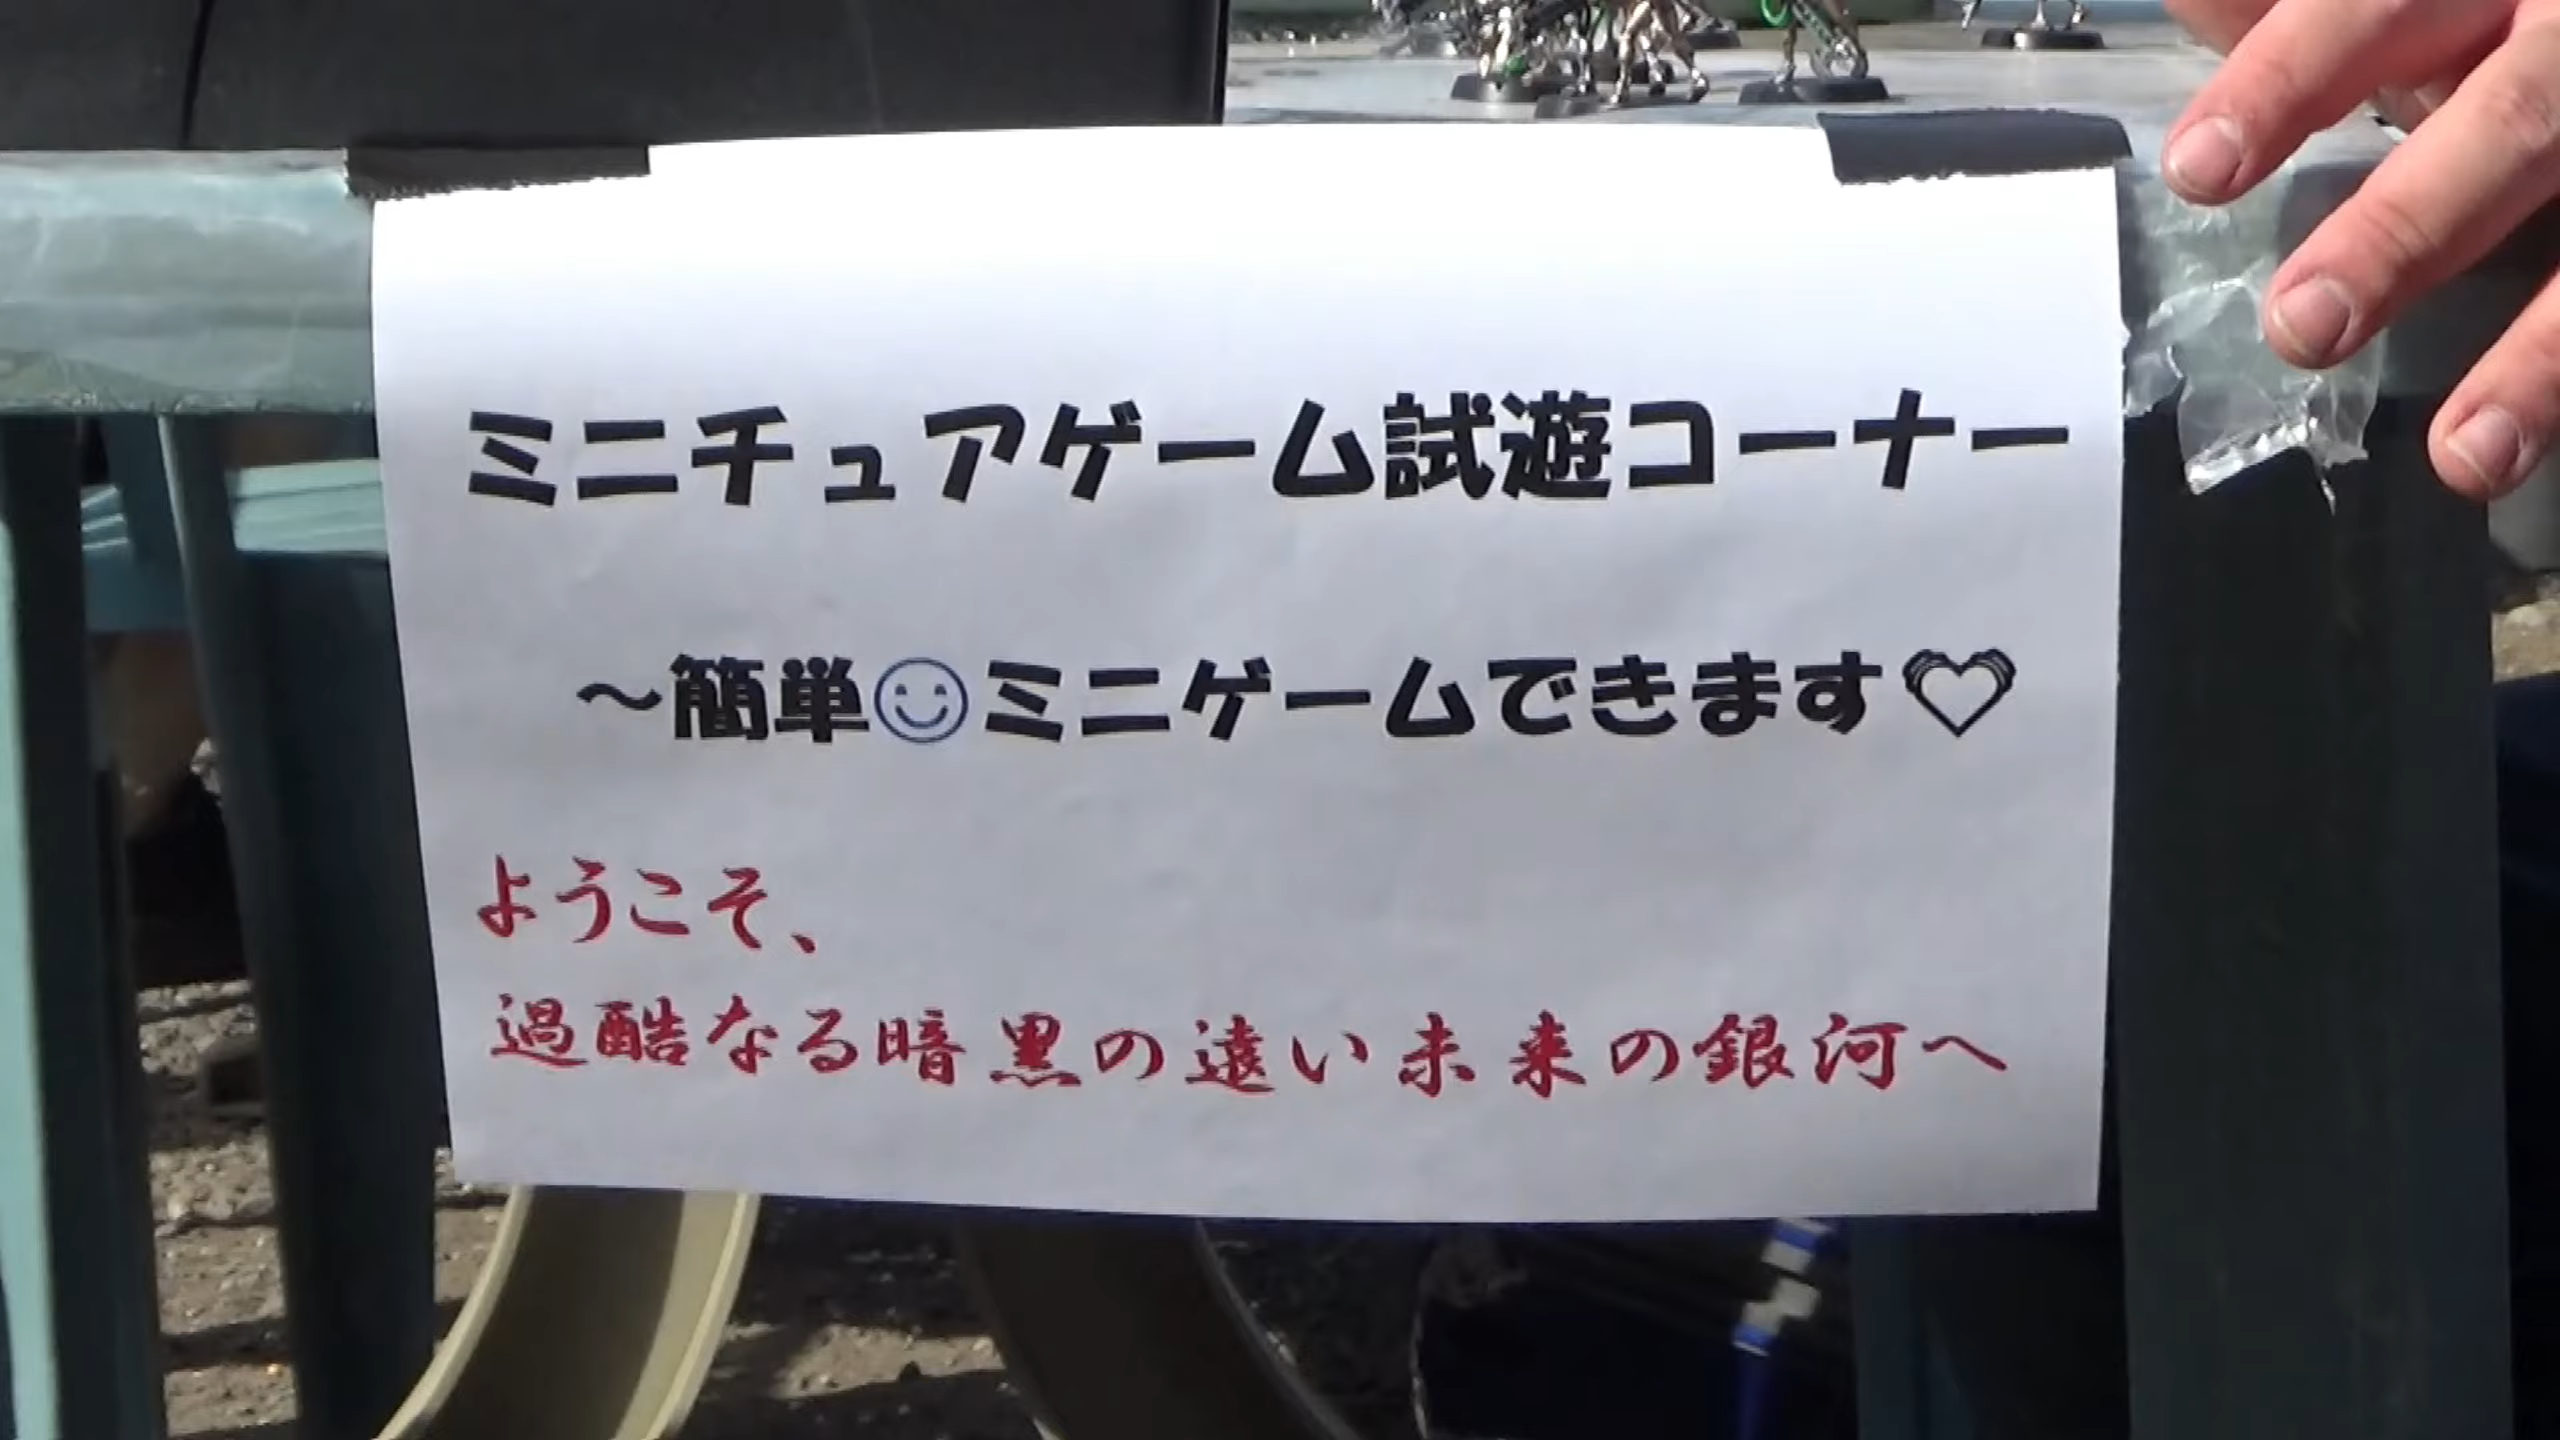 ミニチュアゲーム試遊コーナー
～簡単☺ミニゲームできます♡
ようこそ、
過酷なる暗黒の遠い未来の銀河へ